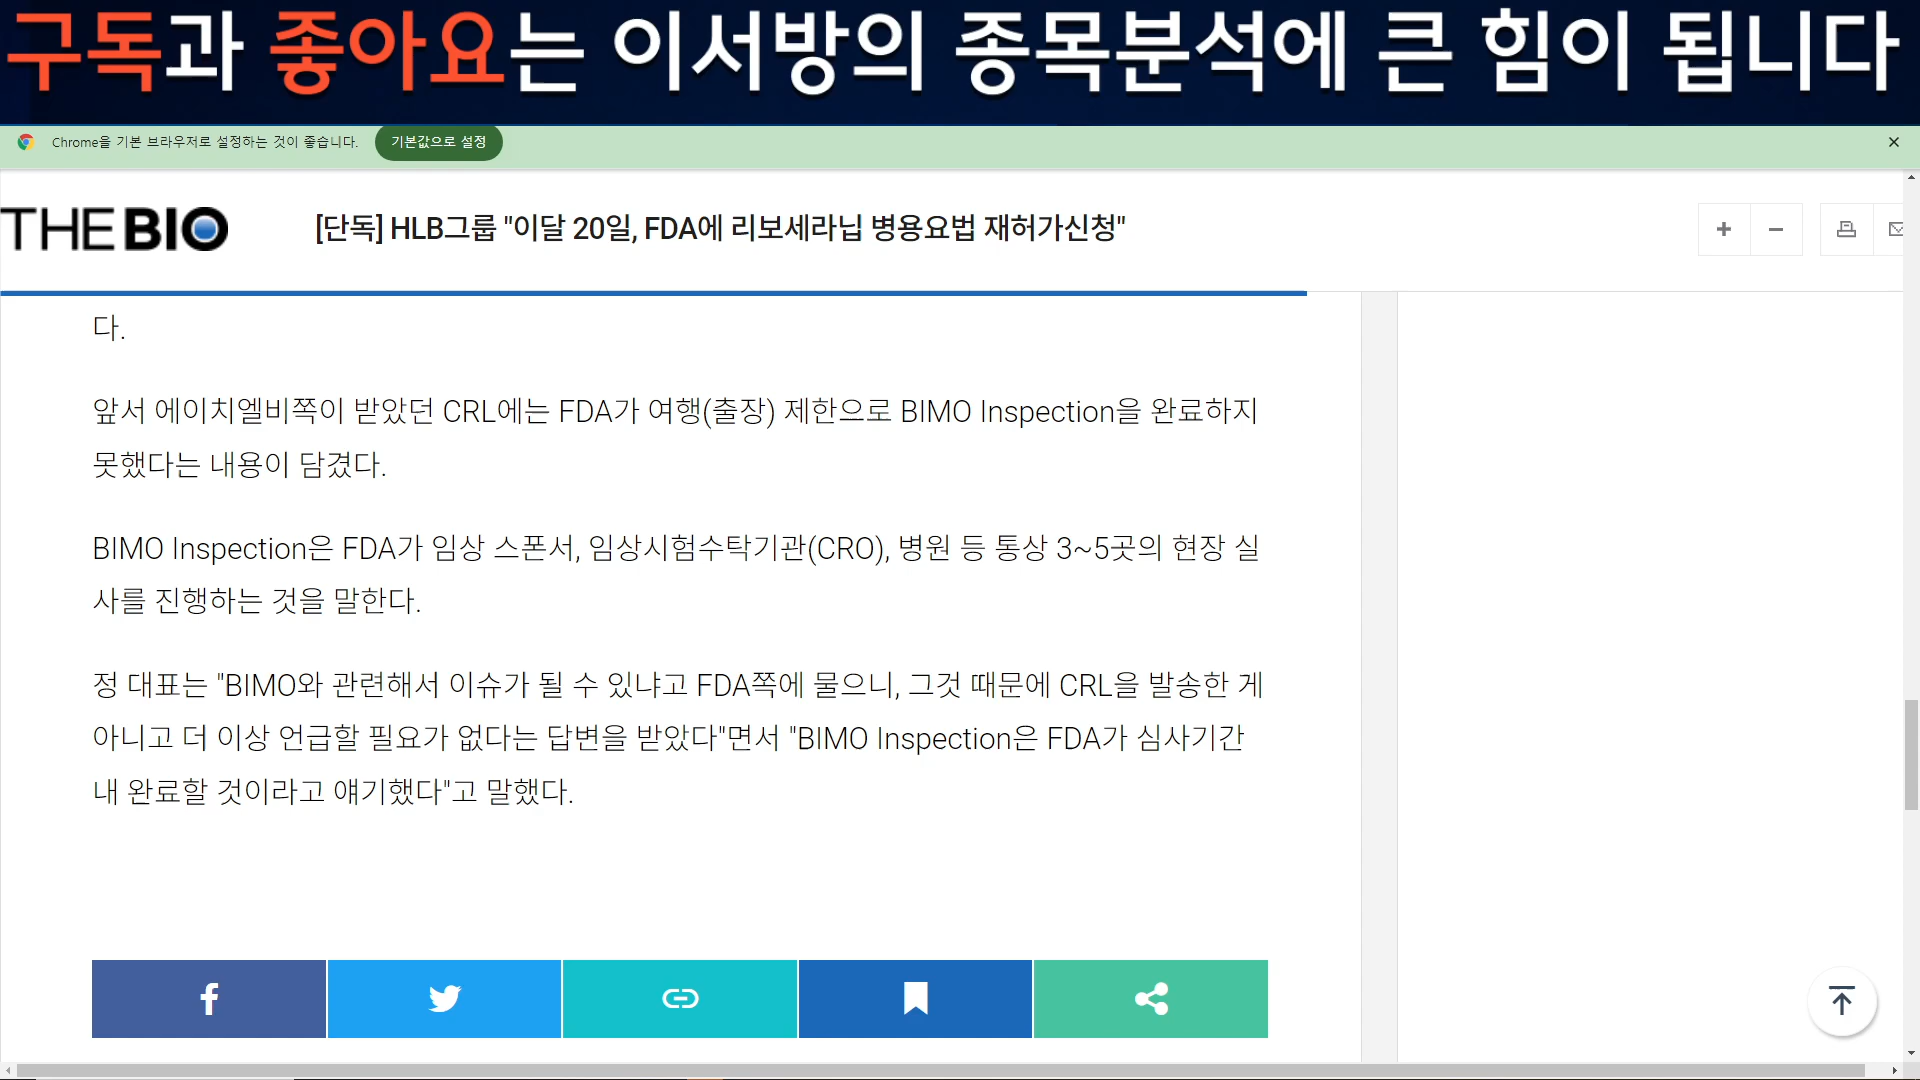 구독과 좋아요는 이서방의 종목분석에 큰 힘이 됩니다
Chrome을 기본 브라우저로 설정하는 것이 좋습니다. 기본값으로 설정
THE BIO
[단독] HLB그룹 "이달 20일, FDA에 리보세라닙 병용요법 재허가신청"
다.
앞서 에이치엘비쪽이 받았던 CRL에는 FDA가 여행(출장) 제한으로 BIMO Inspection을 완료하지
못했다는 내용이 담겼다.
BIMO Inspection은 FDA가 임상 스폰서, 임상시험수탁기관(CRO), 병원 등 통상 3~5곳의 현장 실
사를 진행하는 것을 말한다.
정 대표는 "BIMO와 관련해서 이슈가 될 수 있냐고 FDA쪽에 물으니, 그것 때문에 CRL을 발송한 게
아니고 더 이상 언급할 필요가 없다는 답변을 받았다"면서 "BIMO Inspection은 FDA가 심사기간
내 완료할 것이라고 얘기했다"고 말했다.